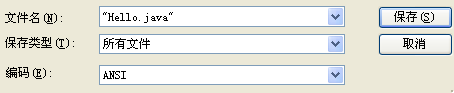 文件名(N): "Hello.java" 保存(S)
保存类型(T): 所有文件 取消
编码(E): ANSI